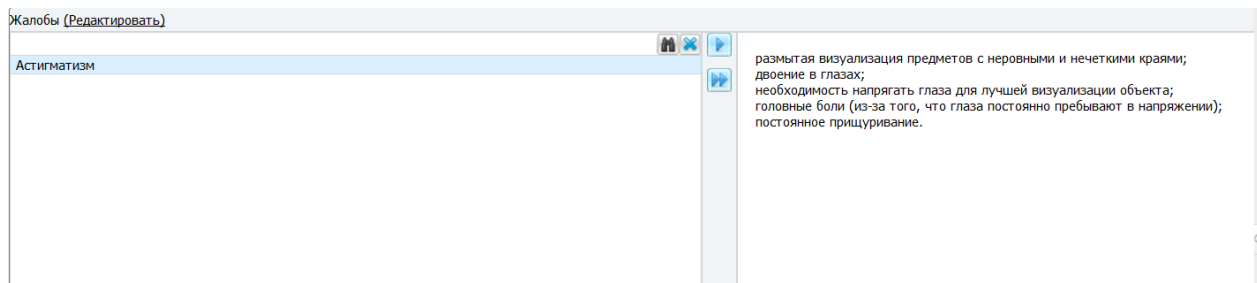 Жалобы (Редактировать)
Астигматизм
размытая визуализация предметов с неровными и нечеткими краями;
двоение в глазах;
необходимость напрягать глаза для лучшей визуализации объекта;
головные боли (из-за того, что глаза постоянно пребывают в напряжении);
постоянное прищуривание.